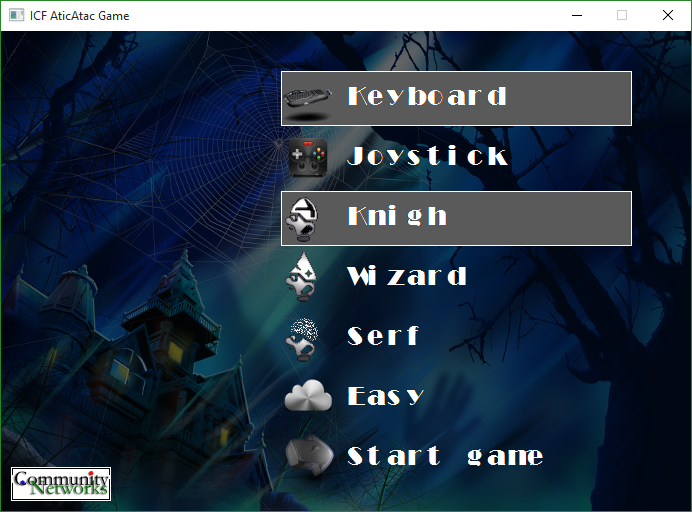 ICF AticAtac Game
Keyboard
Joystick
Knigh
Wizard
Serf
Easy
Start game
Community
Networks